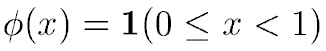 ϕ(x) = 𝟏(0 ≤ x < 1)